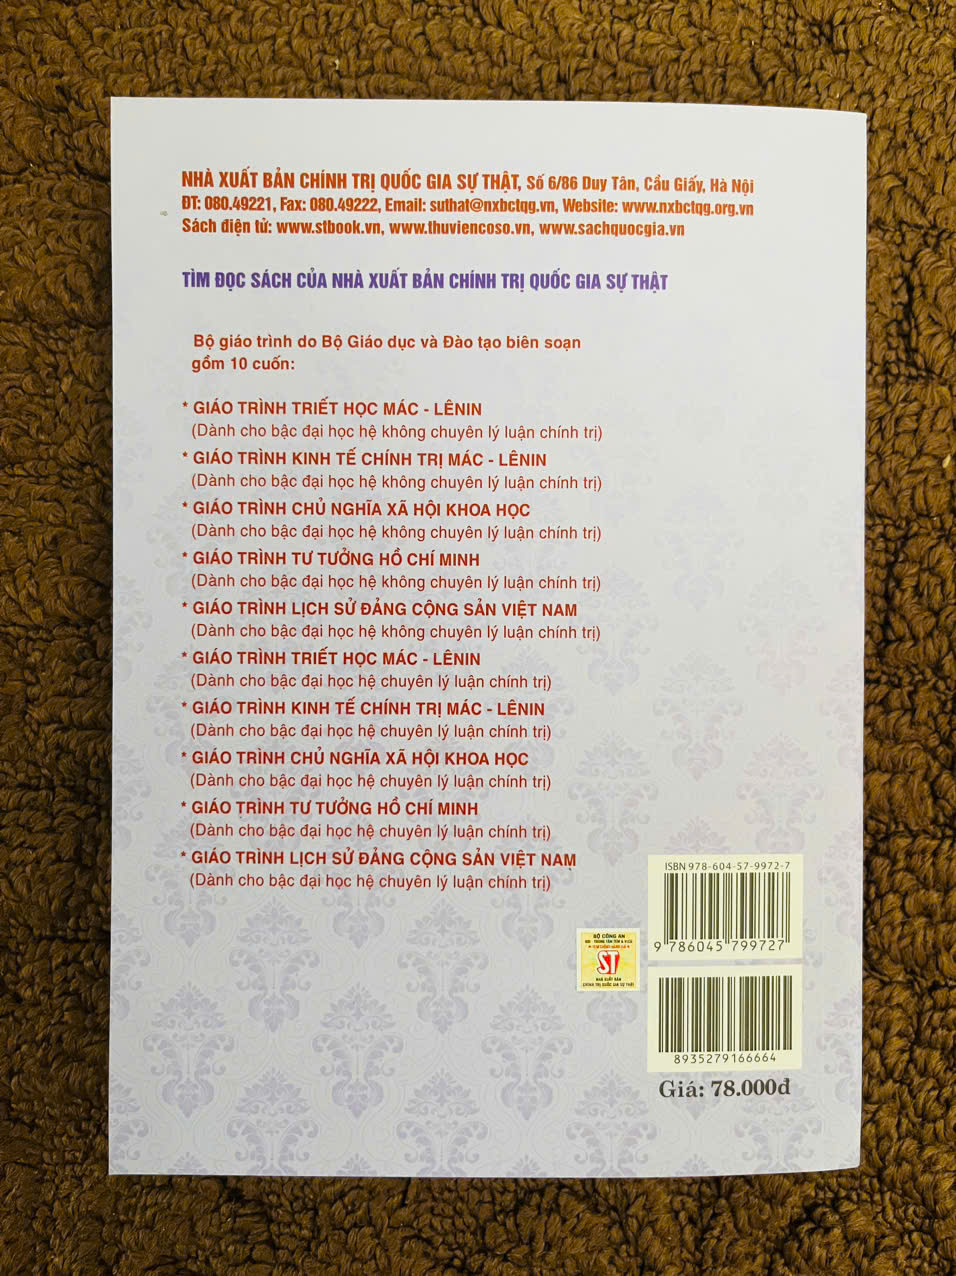 NHÀ XUẤT BẢN CHÍNH TRỊ QUỐC GIA SỰ THẬT, Số 6/86 Duy Tân, Cầu Giấy, Hà Nội
ĐT: 080.49221, Fax: 080.49222, Email: suthat@nxbctqg.vn, Website: www.nxbctqg.org.vn
Sách điện tử: www.stbook.vn, www.thuviencoso.vn, www.sachquocgia.vn
TÌM ĐỌC SÁCH CỦA NHÀ XUẤT BẢN CHÍNH TRỊ QUỐC GIA SỰ THẬT
Bộ giáo trình do Bộ Giáo dục và Đào tạo biên soạn
gồm 10 cuốn:
* GIÁO TRÌNH TRIẾT HỌC MÁC - LÊNIN
(Dành cho bậc đại học hệ không chuyên lý luận chính trị)
* GIÁO TRÌNH KINH TẾ CHÍNH TRỊ MÁC - LÊNIN
(Dành cho bậc đại học hệ không chuyên lý luận chính trị)
* GIÁO TRÌNH CHỦ NGHĨA XÃ HỘI KHOA HỌC
(Dành cho bậc đại học hệ không chuyên lý luận chính trị)
* GIÁO TRÌNH TƯ TƯỞNG HỒ CHÍ MINH
(Dành cho bậc đại học hệ không chuyên lý luận chính trị)
* GIÁO TRÌNH LỊCH SỬ ĐẢNG CỘNG SẢN VIỆT NAM
(Dành cho bậc đại học hệ không chuyên lý luận chính trị)
* GIÁO TRÌNH TRIẾT HỌC MÁC - LÊNIN
(Dành cho bậc đại học hệ chuyên lý luận chính trị)
* GIÁO TRÌNH KINH TẾ CHÍNH TRỊ MÁC - LÊNIN
(Dành cho bậc đại học hệ chuyên lý luận chính trị)
* GIÁO TRÌNH CHỦ NGHĨA XÃ HỘI KHOA HỌC
(Dành cho bậc đại học hệ chuyên lý luận chính trị)
* GIÁO TRÌNH TƯ TƯỞNG HỒ CHÍ MINH
(Dành cho bậc đại học hệ chuyên lý luận chính trị)
* GIÁO TRÌNH LỊCH SỬ ĐẢNG CỘNG SẢN VIỆT NAM
(Dành cho bậc đại học hệ chuyên lý luận chính trị)
ISBN 978-604-57-9972-7
9 786045 799727
BỘ CÔNG AN
ST
NHÀ XUẤT BẢN
CHÍNH TRỊ QUỐC GIA SỰ THẬT
8935279166664
Giá: 78.000đ